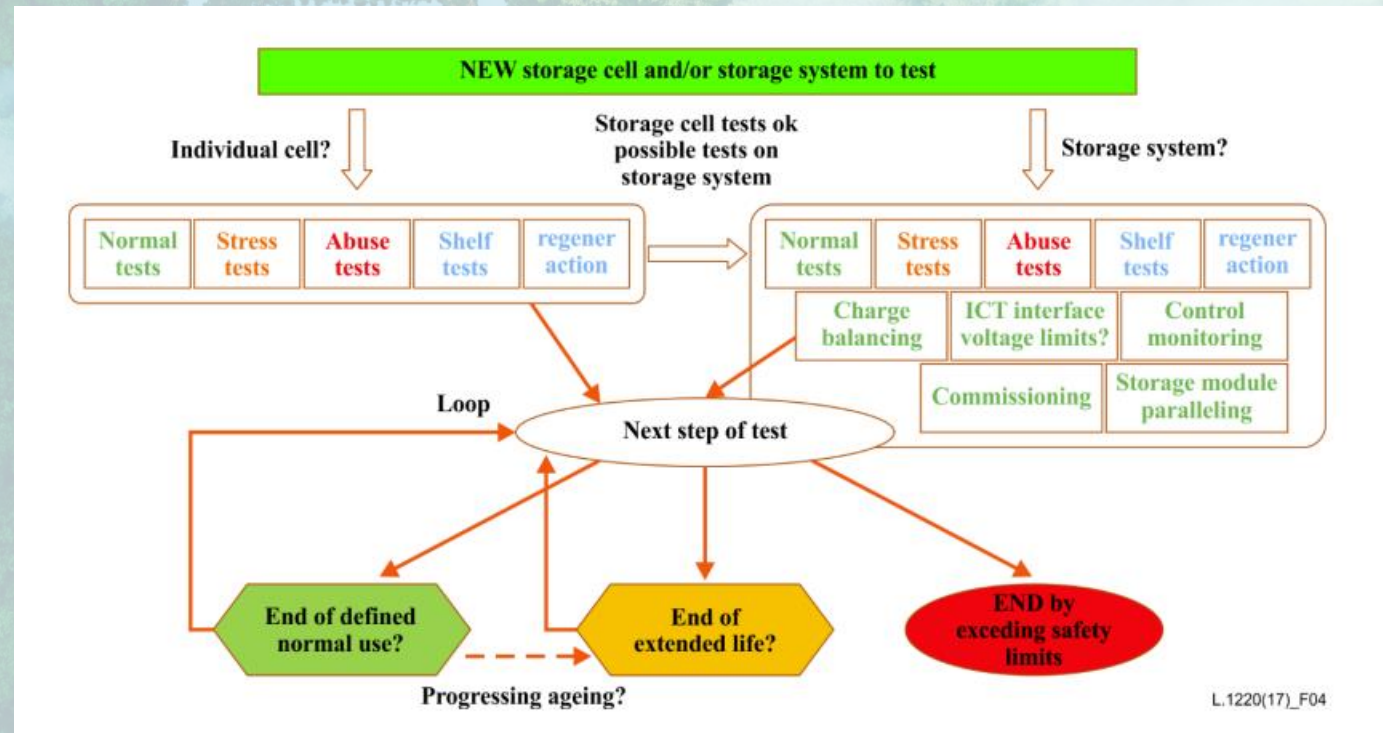 NEW storage cell and/or storage system to test
Individual cell?
Storage cell tests ok
possible tests on
storage system
Storage system?
Normal
tests
Stress
tests
Abuse
tests
Shelf
tests
regener
action
Normal
tests
Stress
tests
Abuse
tests
Shelf
tests
regener
action
Charge
balancing
ICT interface
voltage limits?
Control
monitoring
Commissioning
Storage module
paralleling
Loop
Next step of test
End of defined
normal use?
End of
extended life?
END by
exceding safety
limits
Progressing ageing?
L.1220(17)_F04